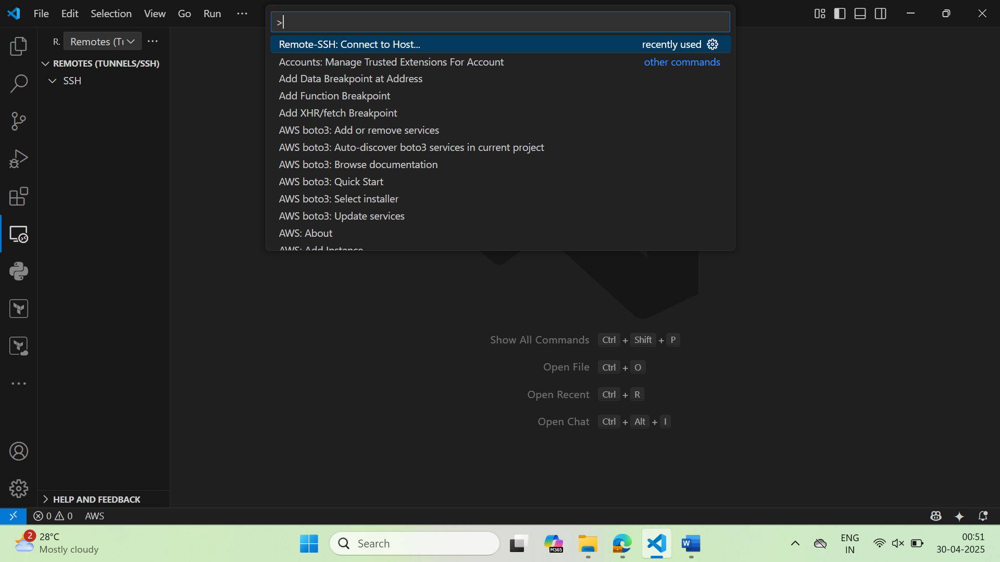 File Edit Selection View Go Run ···
>
Remote-SSH: Connect to Host... recently used
Accounts: Manage Trusted Extensions For Account other commands
Add Data Breakpoint at Address
Add Function Breakpoint
Add XHR/fetch Breakpoint
AWS boto3: Add or remove services
AWS boto3: Auto-discover boto3 services in current project
AWS boto3: Browse documentation
AWS boto3: Quick Start
AWS boto3: Select installer
AWS boto3: Update services
AWS: About
AWS: Add Instance
R. Remotes (Tu ···
REMOTES (TUNNELS/SSH)
SSH
Show All Commands Ctrl + Shift + P
Open File Ctrl + O
Open Recent Ctrl + R
Open Chat Ctrl + Alt + I
HELP AND FEEDBACK
0 0 AWS
2 28°C
Mostly cloudy
Search
M365
W
ENG
IN
00:51
30-04-2025